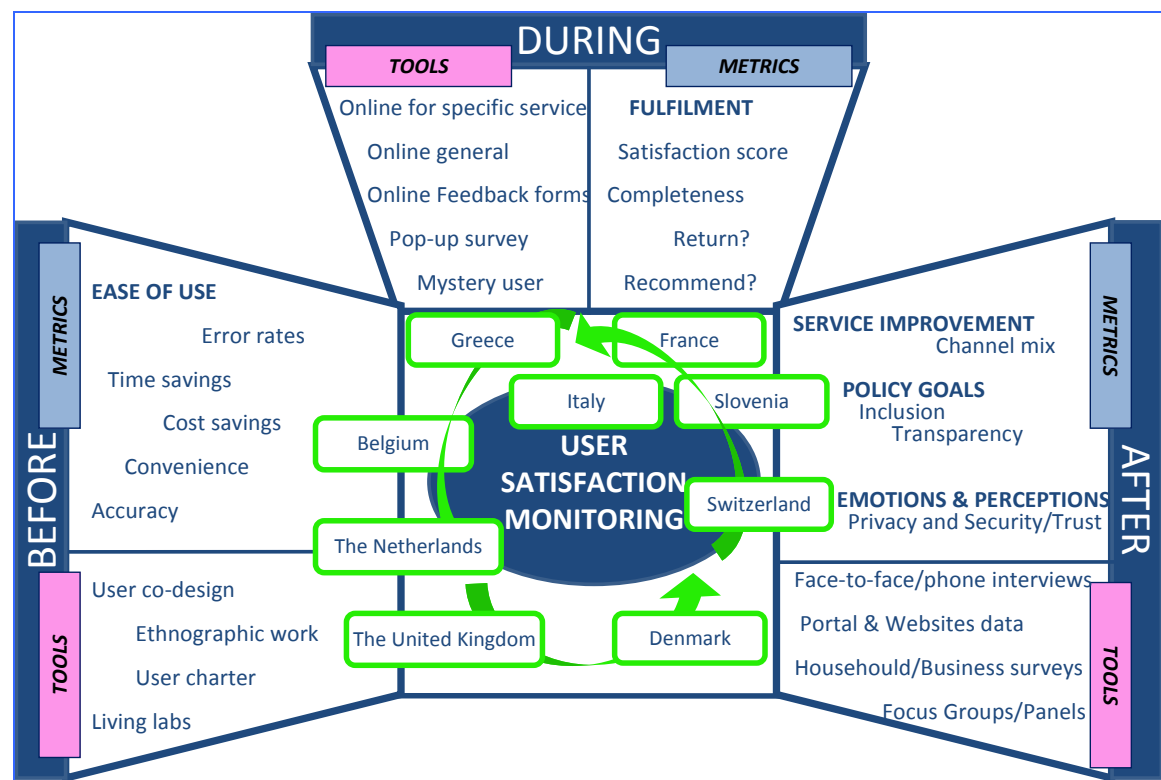 DURING
TOOLS
METRICS
Online for specific service
Online general
Online Feedback forms
Pop-up survey
Mystery user
FULFILMENT
Satisfaction score
Completeness
Return?
Recommend?
BEFORE
METRICS
EASE OF USE
Error rates
Time savings
Cost savings
Convenience
Accuracy
TOOLS
User co-design
Ethnographic work
User charter
Living labs
Greece
France
Italy
Slovenia
Belgium
USER
SATISFACTION
MONITORING
Switzerland
The Netherlands
The United Kingdom
Denmark
AFTER
METRICS
SERVICE IMPROVEMENT
Channel mix
POLICY GOALS
Inclusion
Transparency
EMOTIONS & PERCEPTIONS
Privacy and Security/Trust
TOOLS
Face-to-face/phone interviews
Portal & Websites data
Househould/Business surveys
Focus Groups/Panels